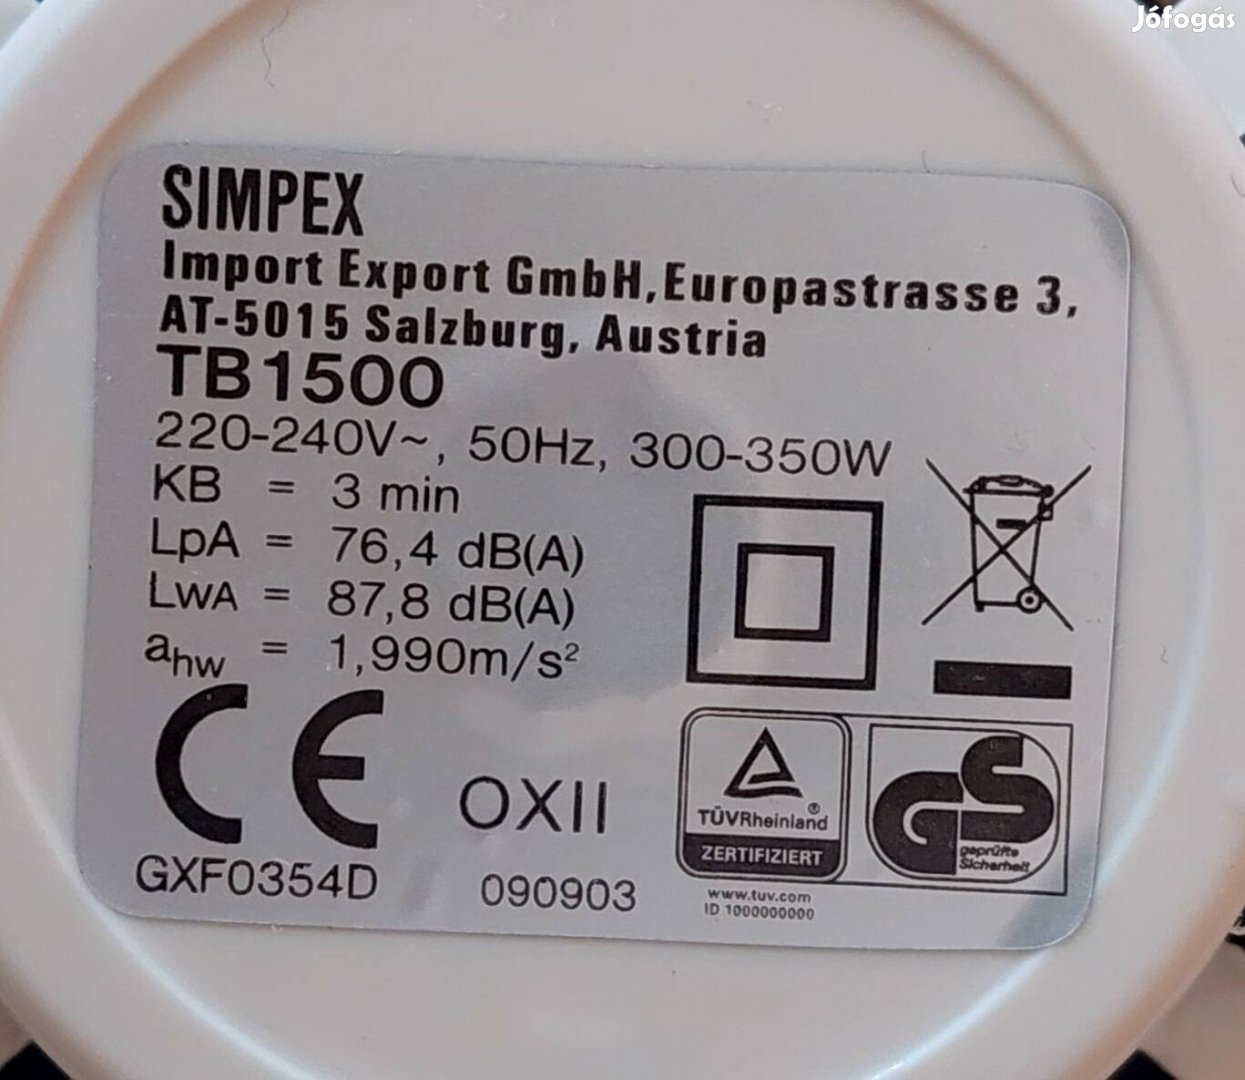 Jófogás
SIMPEX
Import Export GmbH,Europastrasse 3,
AT-5015 Salzburg, Austria
TB1500
220-240V~, 50Hz, 300-350W
KB = 3 min
LpA = 76,4 dB(A)
LWA = 87,8 dB(A)
ahw = 1,990m/s²
CE
OXII
GXF0354D
090903
TÜVRheinland®
ZERTIFIZIERT
www.tuv.com
ID 1000000000
GS
geprüfte
Sicherheit